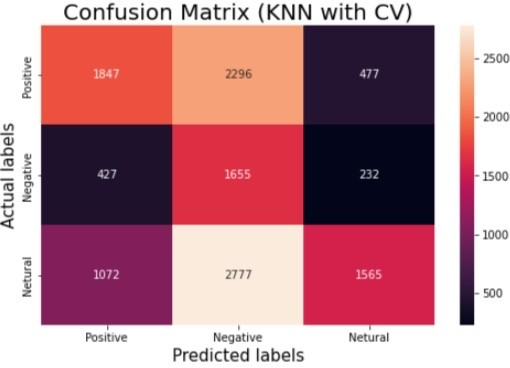 Confusion Matrix (KNN with CV)
Actual labels
Positive
1847 2296 477
Negative
427 1655 232
Netural
1072 2777 1565
Positive Negative Netural
Predicted labels
2500
2000
1500
1000
500